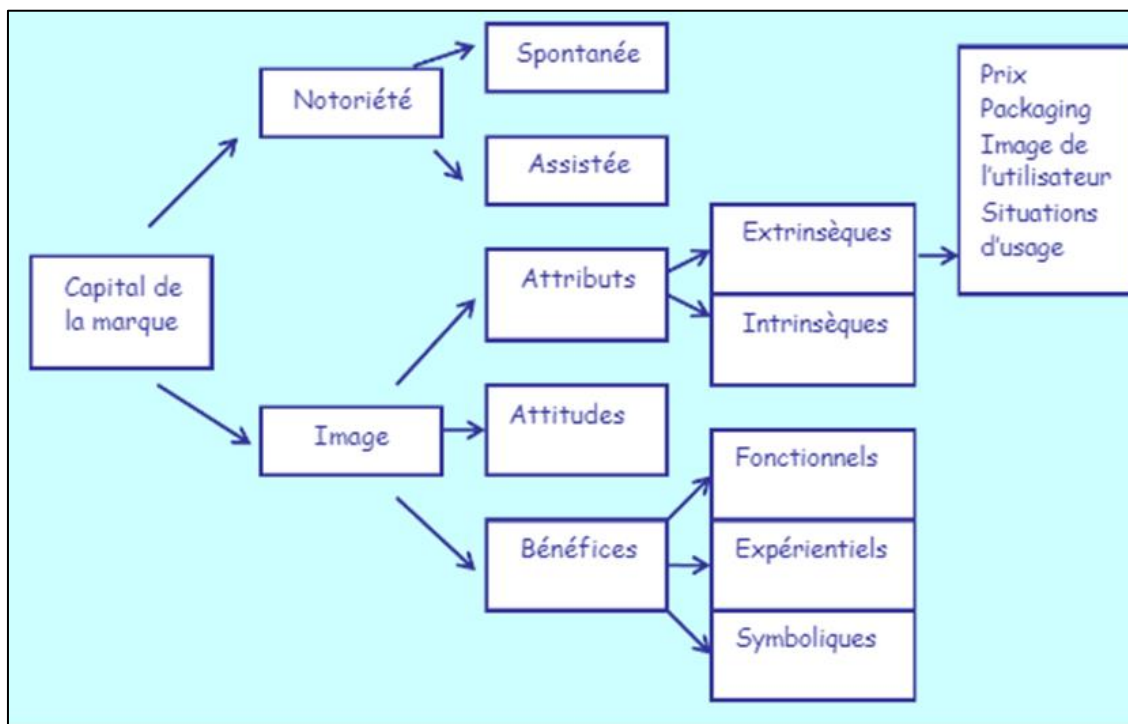 Spontanée
Notoriété
Assistée
Prix
Packaging
Image de
l'utilisateur
Situations
d'usage
Capital de
la marque
Extrinsèques
Attributs
Intrinsèques
Image
Attitudes
Fonctionnels
Bénéfices
Expérientiels
Symboliques